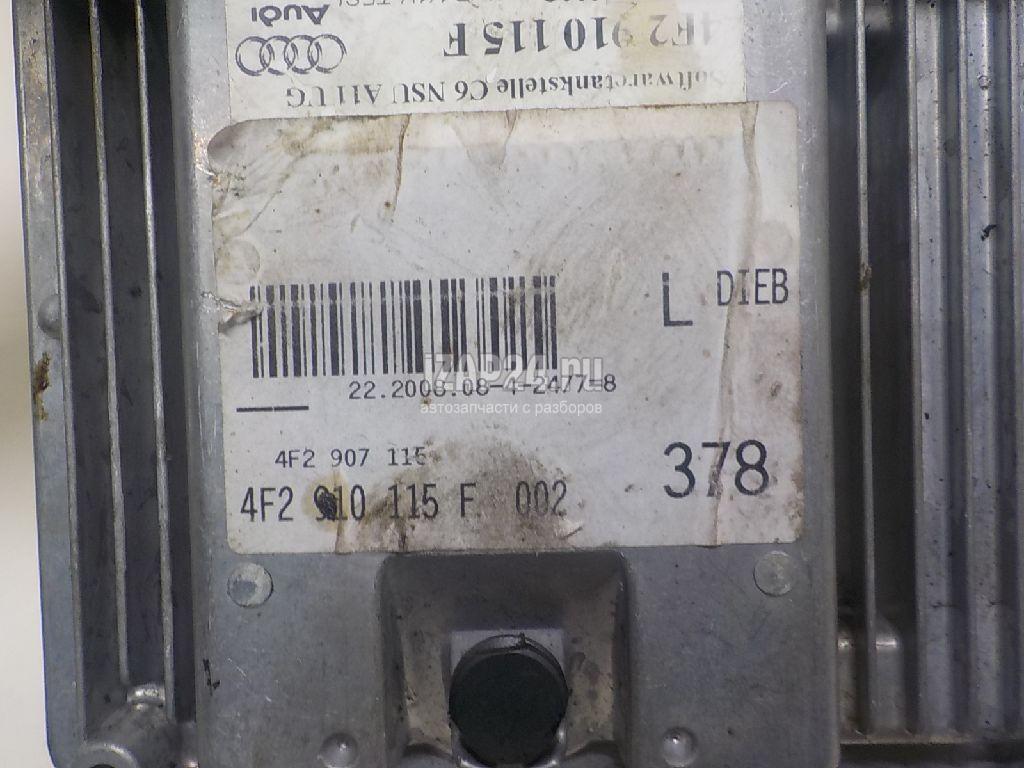 Audi
4F2 910 115 F
Softwaretankstelle C6 NSU A11 UG
L DIEB
22.2008.08-4-2477=8
iZAP24.ru
автозапчасти с разборов
4F2 907 115
4F2 910 115 F 002
378